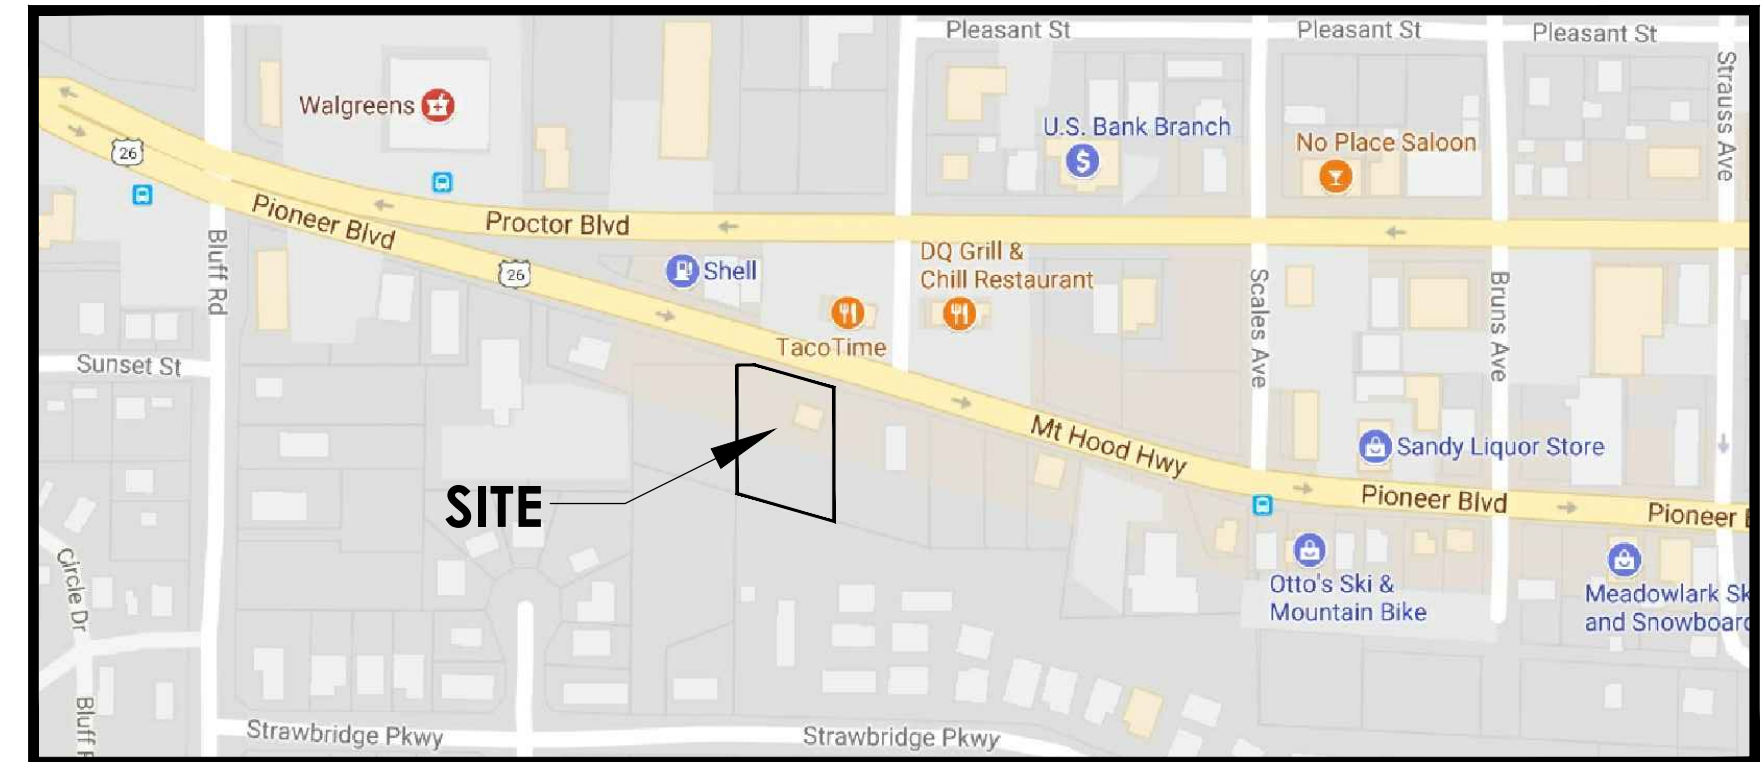 Pleasant St
Pleasant St
Pleasant St
Strauss Ave
Walgreens
U.S. Bank Branch
No Place Saloon
26
Pioneer Blvd
Proctor Blvd
Bluff Rd
26
Shell
DQ Grill &
Chill Restaurant
Scales Ave
Bruns Ave
TacoTime
Sunset St
Mt Hood Hwy
Sandy Liquor Store
SITE
Pioneer Blvd
Pioneer
Circle Dr
Otto's Ski &
Mountain Bike
Meadowlark Sk
and Snowboard
Bluff
Strawbridge Pkwy
Strawbridge Pkwy